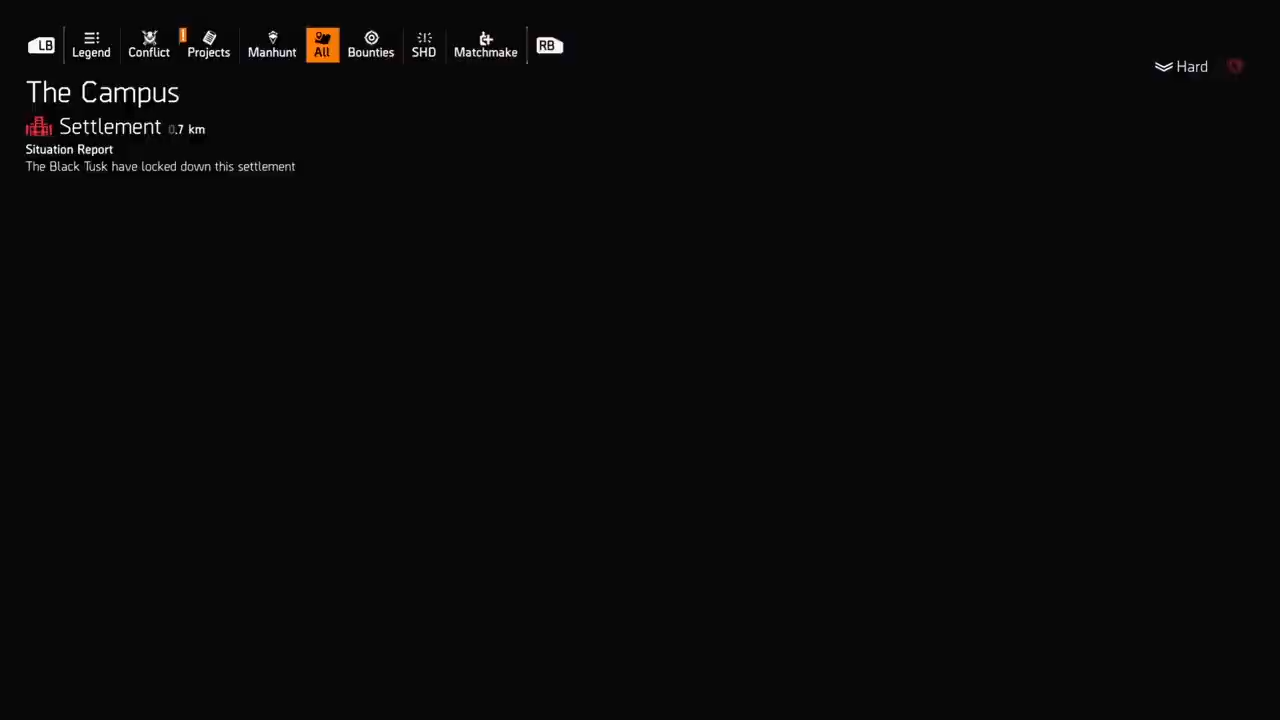 LB Legend Conflict Projects Manhunt All Bounties SHD Matchmake RB
Hard
The Campus
Settlement 0.7 km
Situation Report
The Black Tusk have locked down this settlement